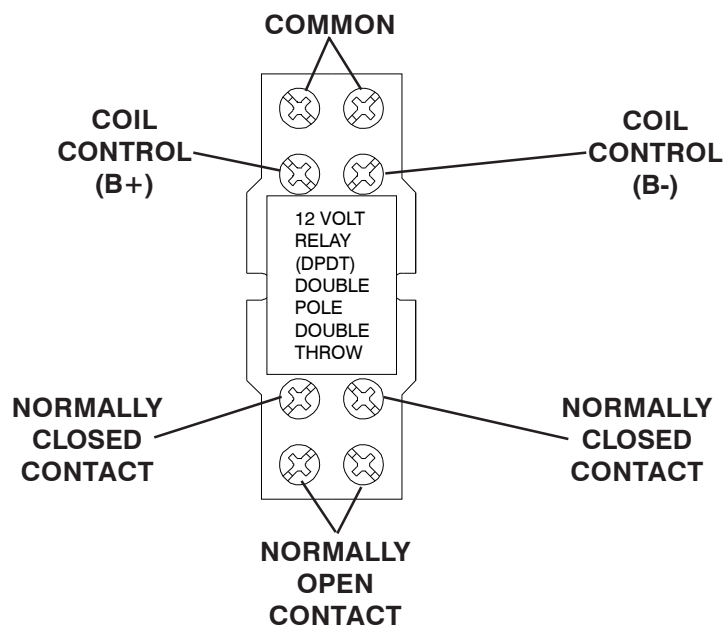 COMMON
COIL
CONTROL
(B+)
COIL
CONTROL
(B-)
12 VOLT
RELAY
(DPDT)
DOUBLE
POLE
DOUBLE
THROW
NORMALLY
CLOSED
CONTACT
NORMALLY
CLOSED
CONTACT
NORMALLY
OPEN
CONTACT